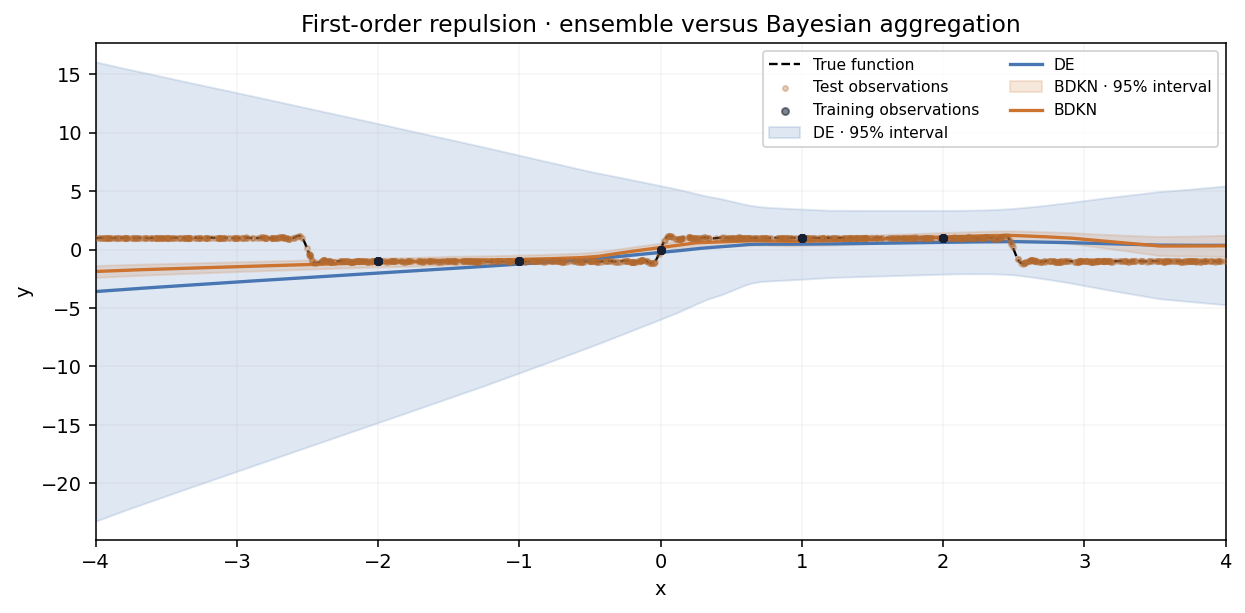 First-order repulsion · ensemble versus Bayesian aggregation
True function
Test observations
Training observations
DE · 95% interval
DE
BDKN · 95% interval
BDKN
15
10
5
0
−5
−10
−15
−20
y
−4
−3
−2
−1
0
1
2
3
4
x